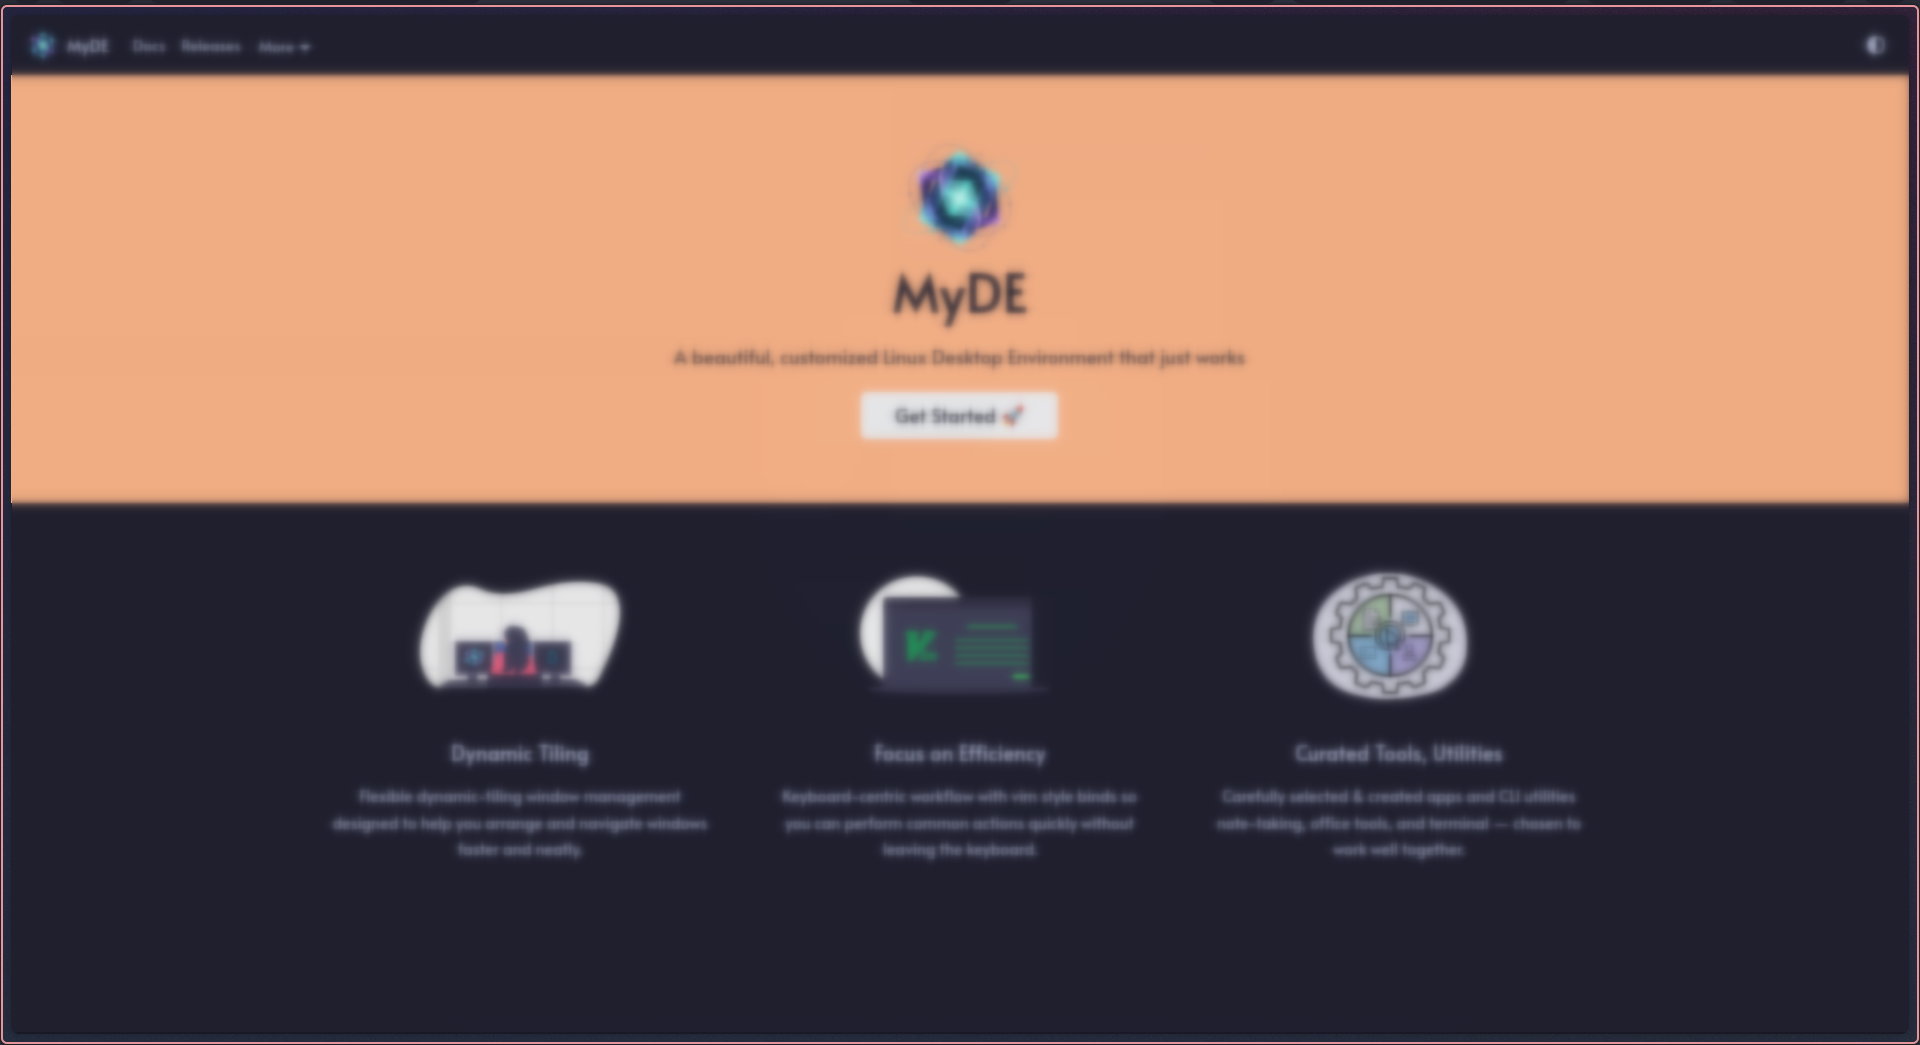 MyDE Docs Releases More
MyDE
A beautiful, customized Linus Desktop Environment that just works
Get Started 🚀
Dynamic Tiling
Focus on Efficiency
Curated Tools, Utilities
Flexible dynamic-tiling window management
designed to help you arrange and navigate windows
faster and neatly.
Keyboard-centric workflow with vim style binds so
you can perform common actions quickly without
leaving the keyboard.
Carefully selected & created apps and CLI utilities
note-taking, office tools, and terminal — chosen to
work well together.